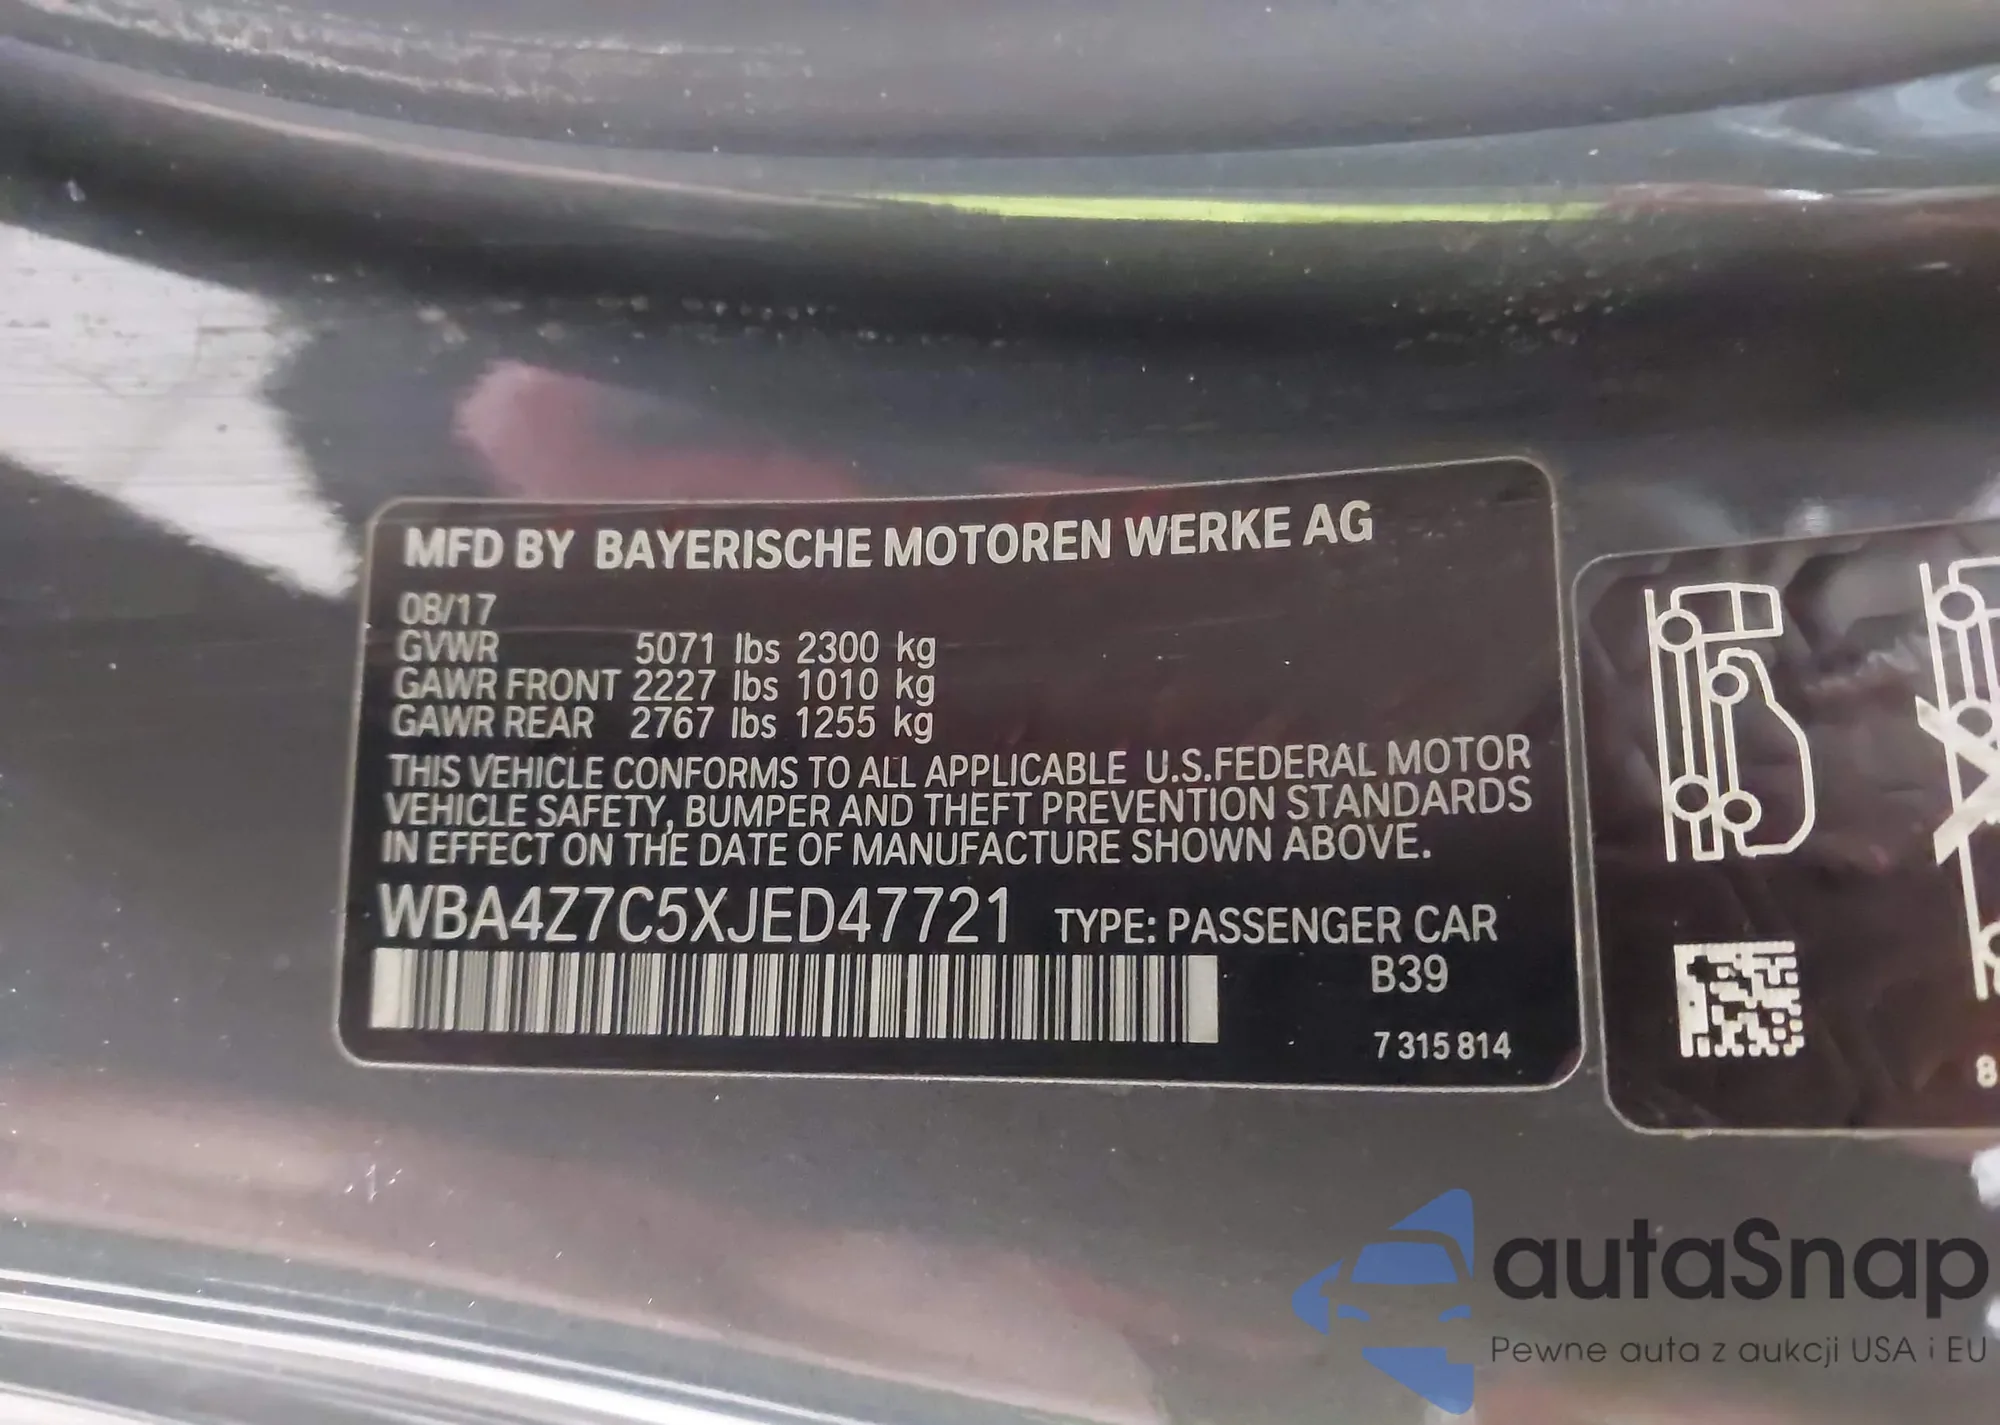 MFD BY BAYERISCHE MOTOREN WERKE AG
08/17
GVWR 5071 lbs 2300 kg
GAWR FRONT 2227 lbs 1010 kg
GAWR REAR 2767 lbs 1255 kg
THIS VEHICLE CONFORMS TO ALL APPLICABLE U.S.FEDERAL MOTOR
VEHICLE SAFETY, BUMPER AND THEFT PREVENTION STANDARDS
IN EFFECT ON THE DATE OF MANUFACTURE SHOWN ABOVE.
WBA4Z7C5XJED47721 TYPE: PASSENGER CAR
B39
7 315 814
8
autaSnap
Pewne auta z aukcji USA i EU